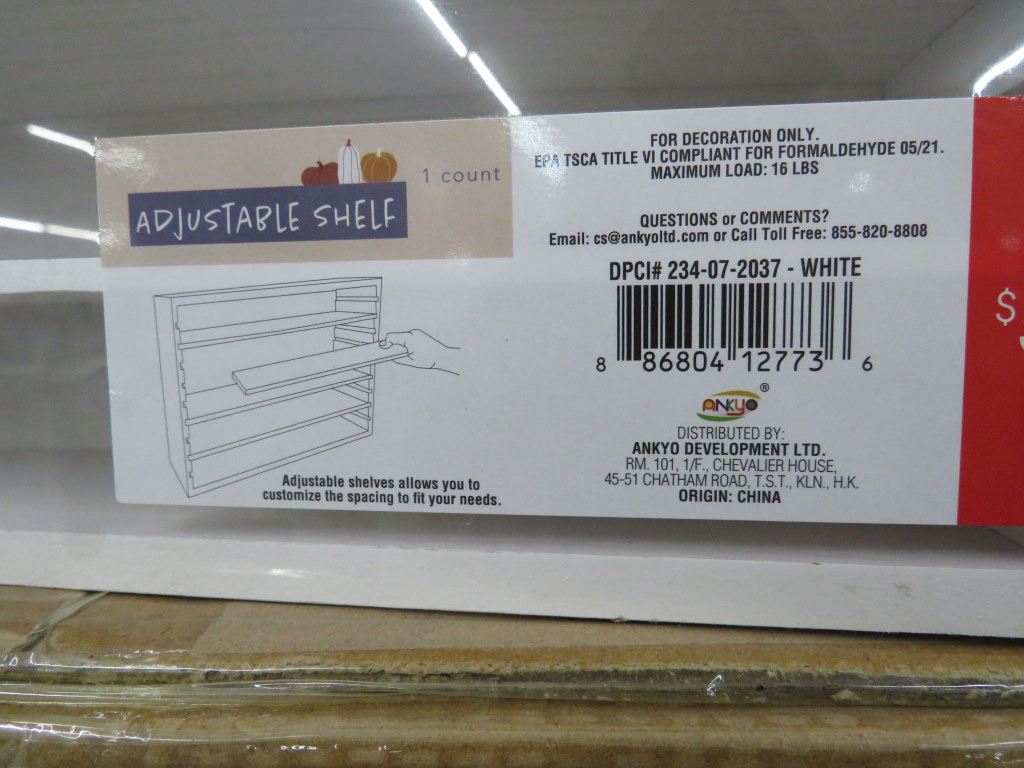 1 count
ADJUSTABLE SHELF
Adjustable shelves allows you to
customize the spacing to fit your needs.
FOR DECORATION ONLY.
EPA TSCA TITLE VI COMPLIANT FOR FORMALDEHYDE 05/21.
MAXIMUM LOAD: 16 LBS
QUESTIONS or COMMENTS?
Email: cs@ankyoltd.com or Call Toll Free: 855-820-8808
DPCI# 234-07-2037 - WHITE
8 86804 12773 6
ANKYO®
DISTRIBUTED BY:
ANKYO DEVELOPMENT LTD.
RM. 101, 1/F., CHEVALIER HOUSE,
45-51 CHATHAM ROAD, T.S.T., KLN., H.K.
ORIGIN: CHINA
$